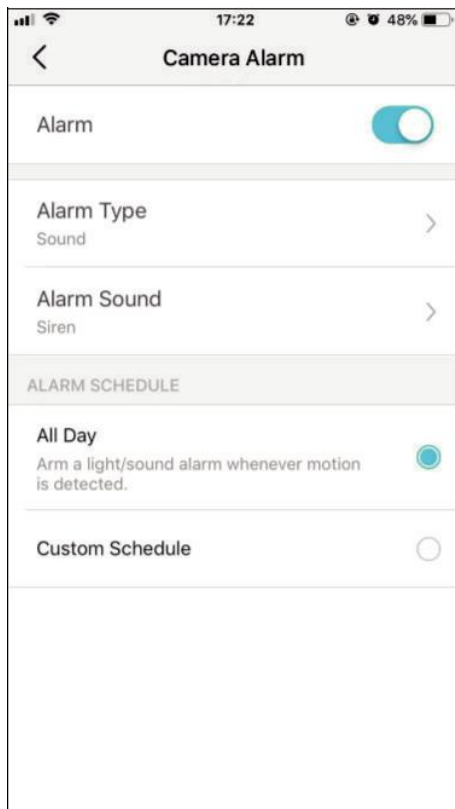 17:22
48%
Camera Alarm
Alarm
Alarm Type
Sound
Alarm Sound
Siren
ALARM SCHEDULE
All Day
Arm a light/sound alarm whenever motion
is detected.
Custom Schedule